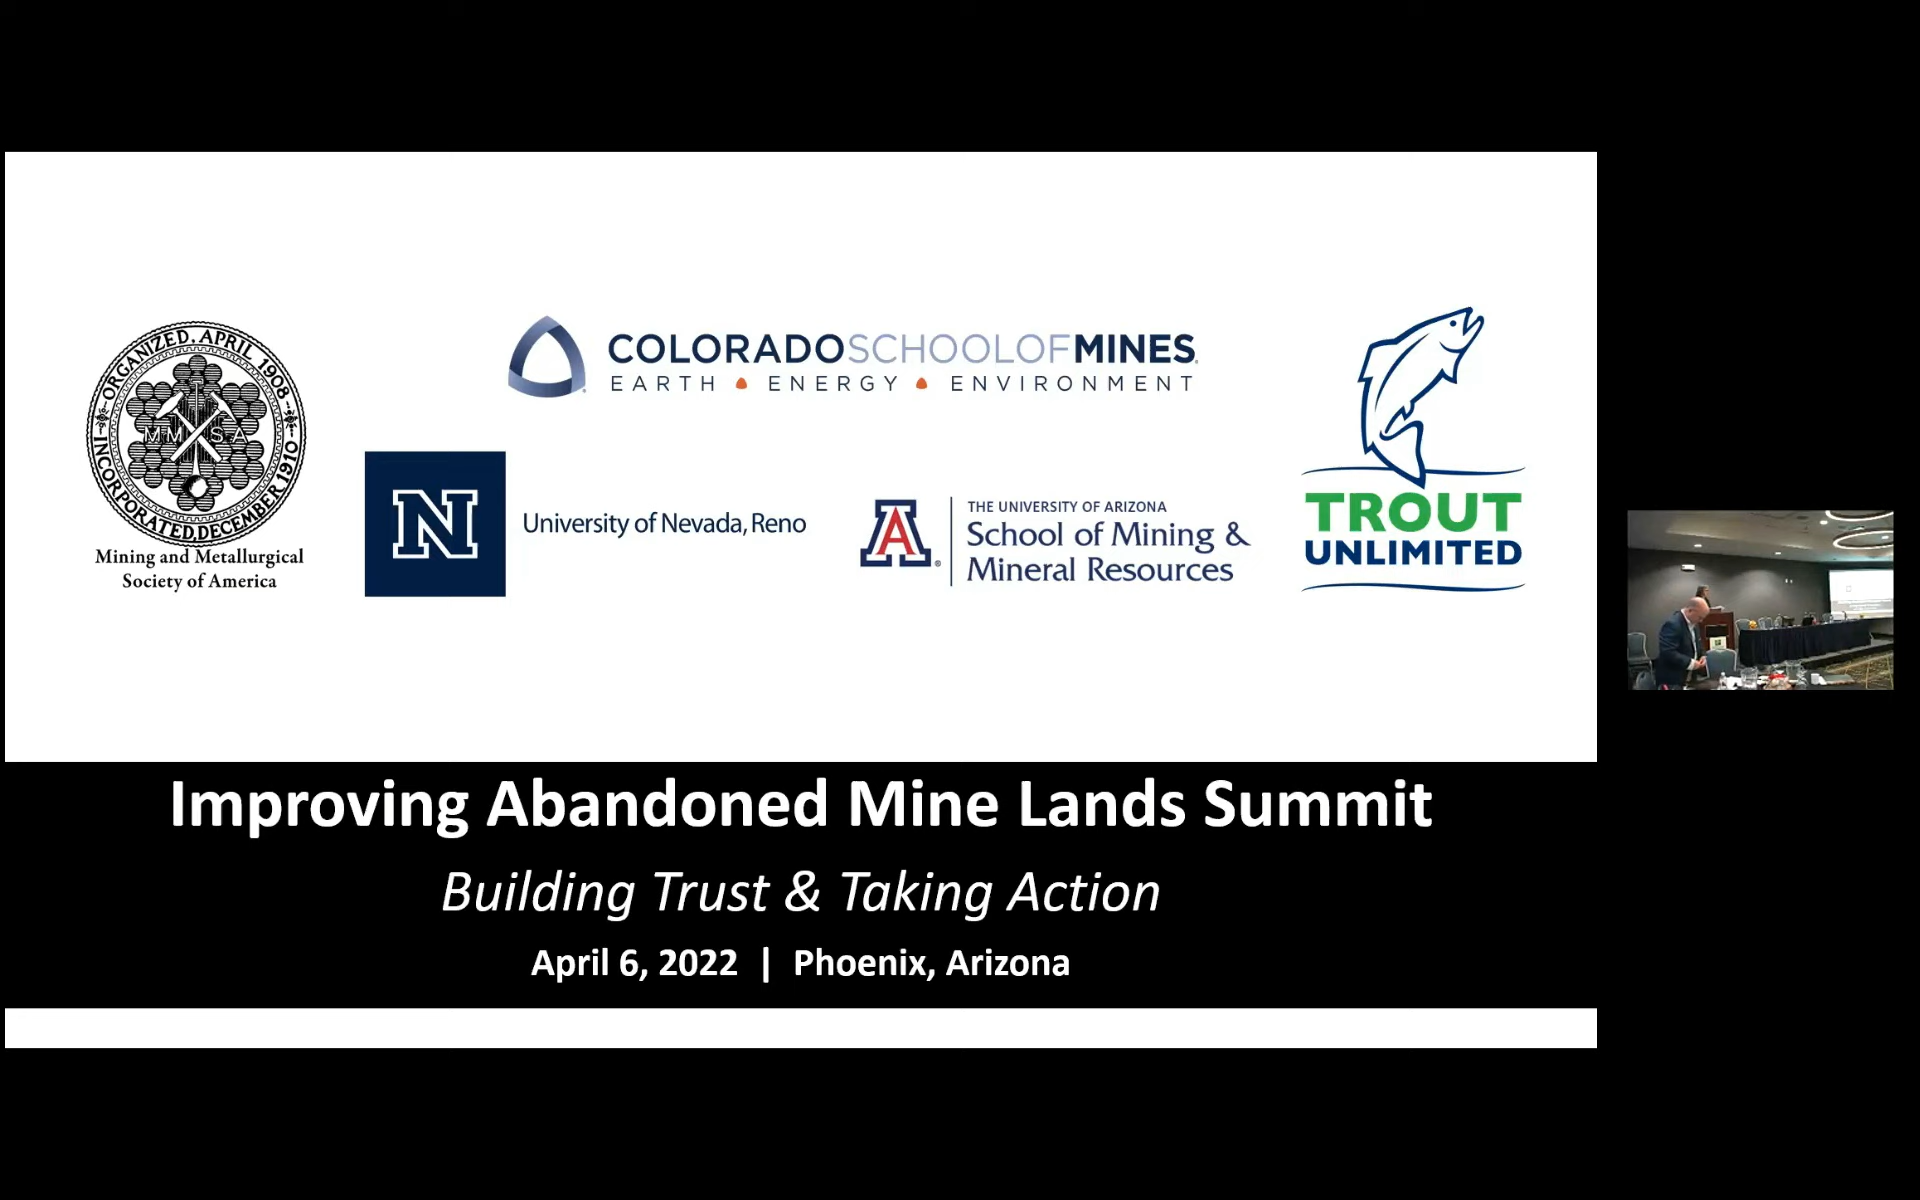 ORGANIZED, APRIL 1908
INCORPORATED, DECEMBER 1910
MMSA
Mining and Metallurgical
Society of America
COLORADOSCHOOLOFMINES
EARTH • ENERGY • ENVIRONMENT
N
University of Nevada, Reno
A
THE UNIVERSITY OF ARIZONA
School of Mining &
Mineral Resources
TROUT
UNLIMITED
Improving Abandoned Mine Lands Summit
Building Trust & Taking Action
April 6, 2022 | Phoenix, Arizona